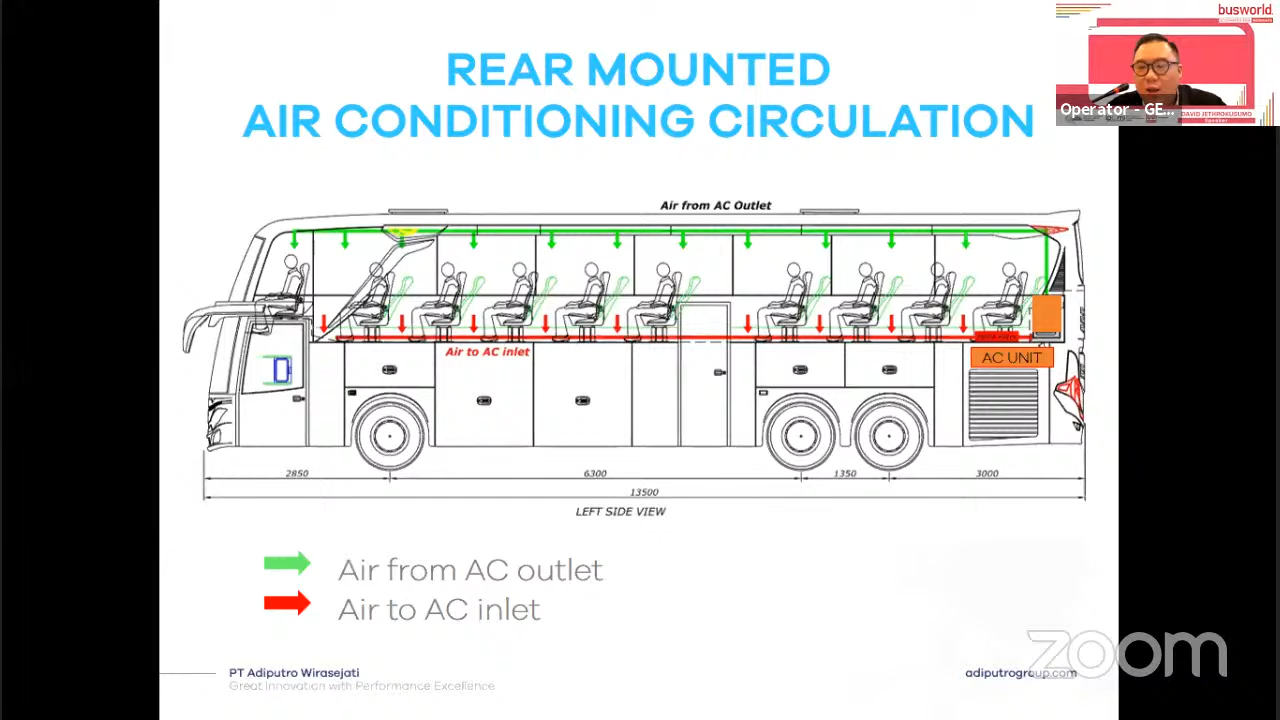 REAR MOUNTED
AIR CONDITIONING CIRCULATION
busworld.
Operator - GE...
DAVID JETHROKUSUMO
Speaker
Air from AC Outlet
Air to AC inlet
AC UNIT
2850
6300
1350
3000
13500
LEFT SIDE VIEW
Air from AC outlet
Air to AC inlet
PT Adiputro Wirasejati
Great Innovation with Performance Excellence
adiputrogroup.com
zoom